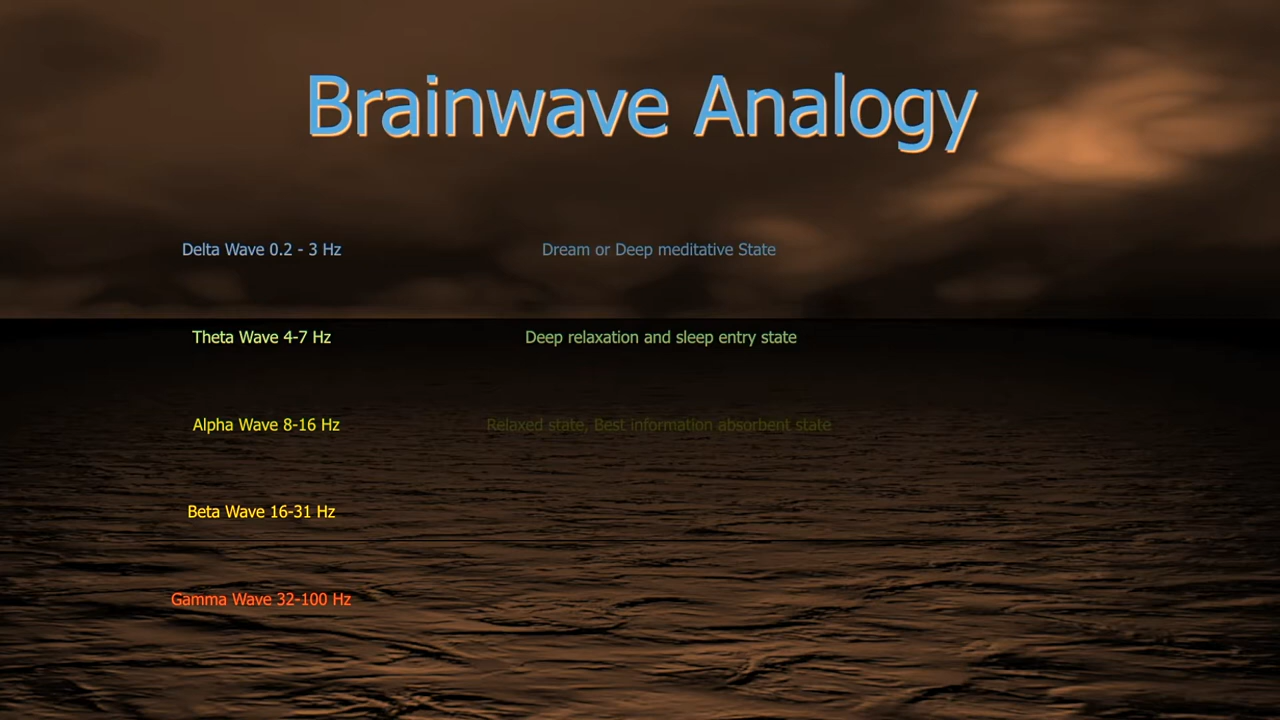 Brainwave Analogy
Delta Wave 0.2 - 3 Hz Dream or Deep meditative State
Theta Wave 4-7 Hz Deep relaxation and sleep entry state
Alpha Wave 8-16 Hz Relaxed state, Best information absorbent state
Beta Wave 16-31 Hz
Gamma Wave 32-100 Hz